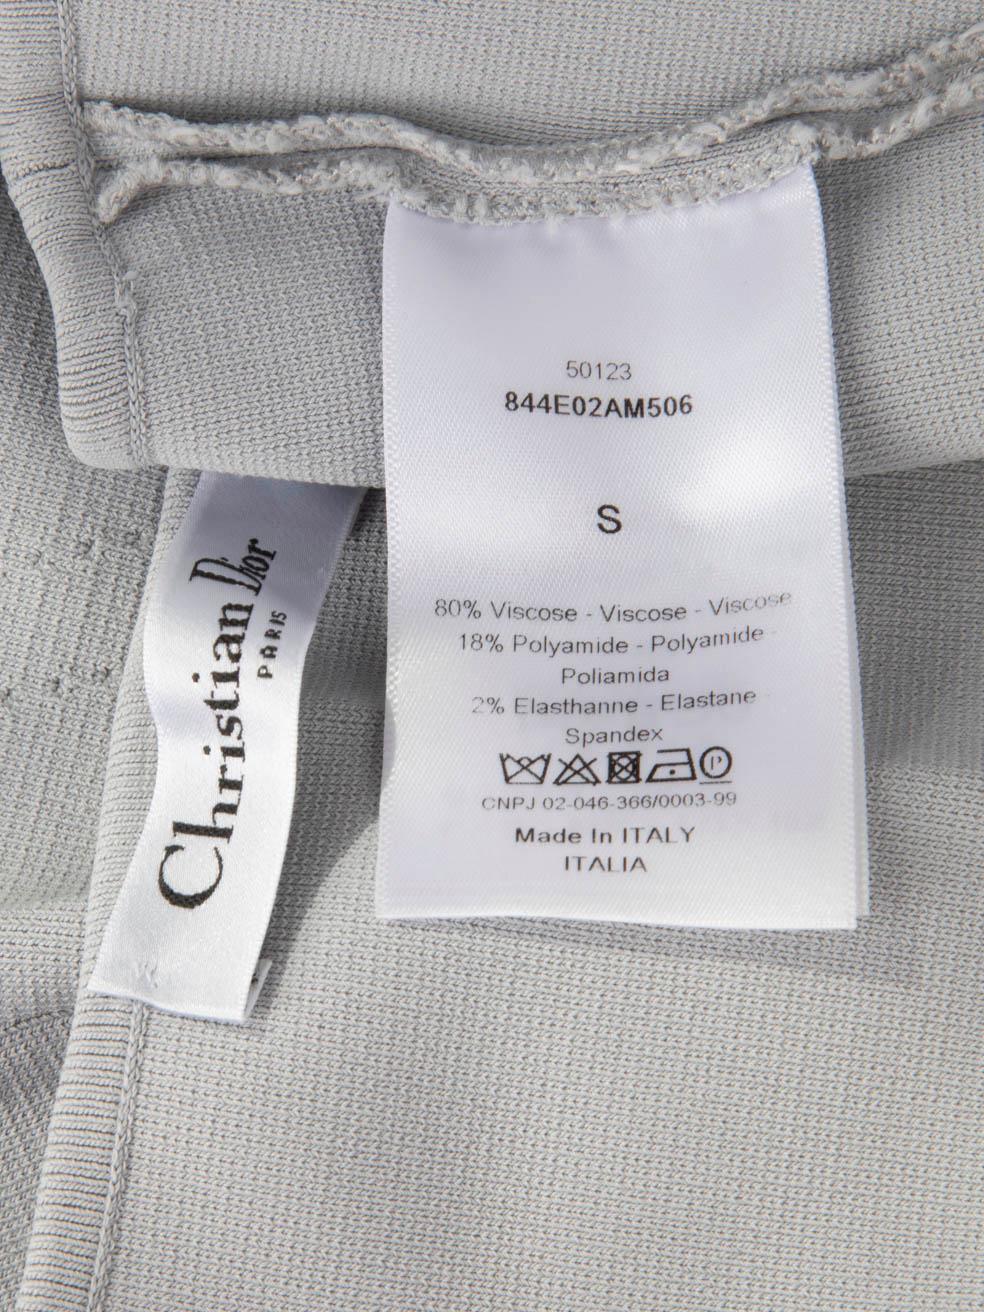 50123
844E02AM506
S
80% Viscose - Viscose - Viscose
18% Polyamide - Polyamide -
Poliamida
2% Elasthanne - Elastane
Spandex
P
CNPJ 02-046-366/0003-99
Made In ITALY
ITALIA
Christian Dior
PARIS